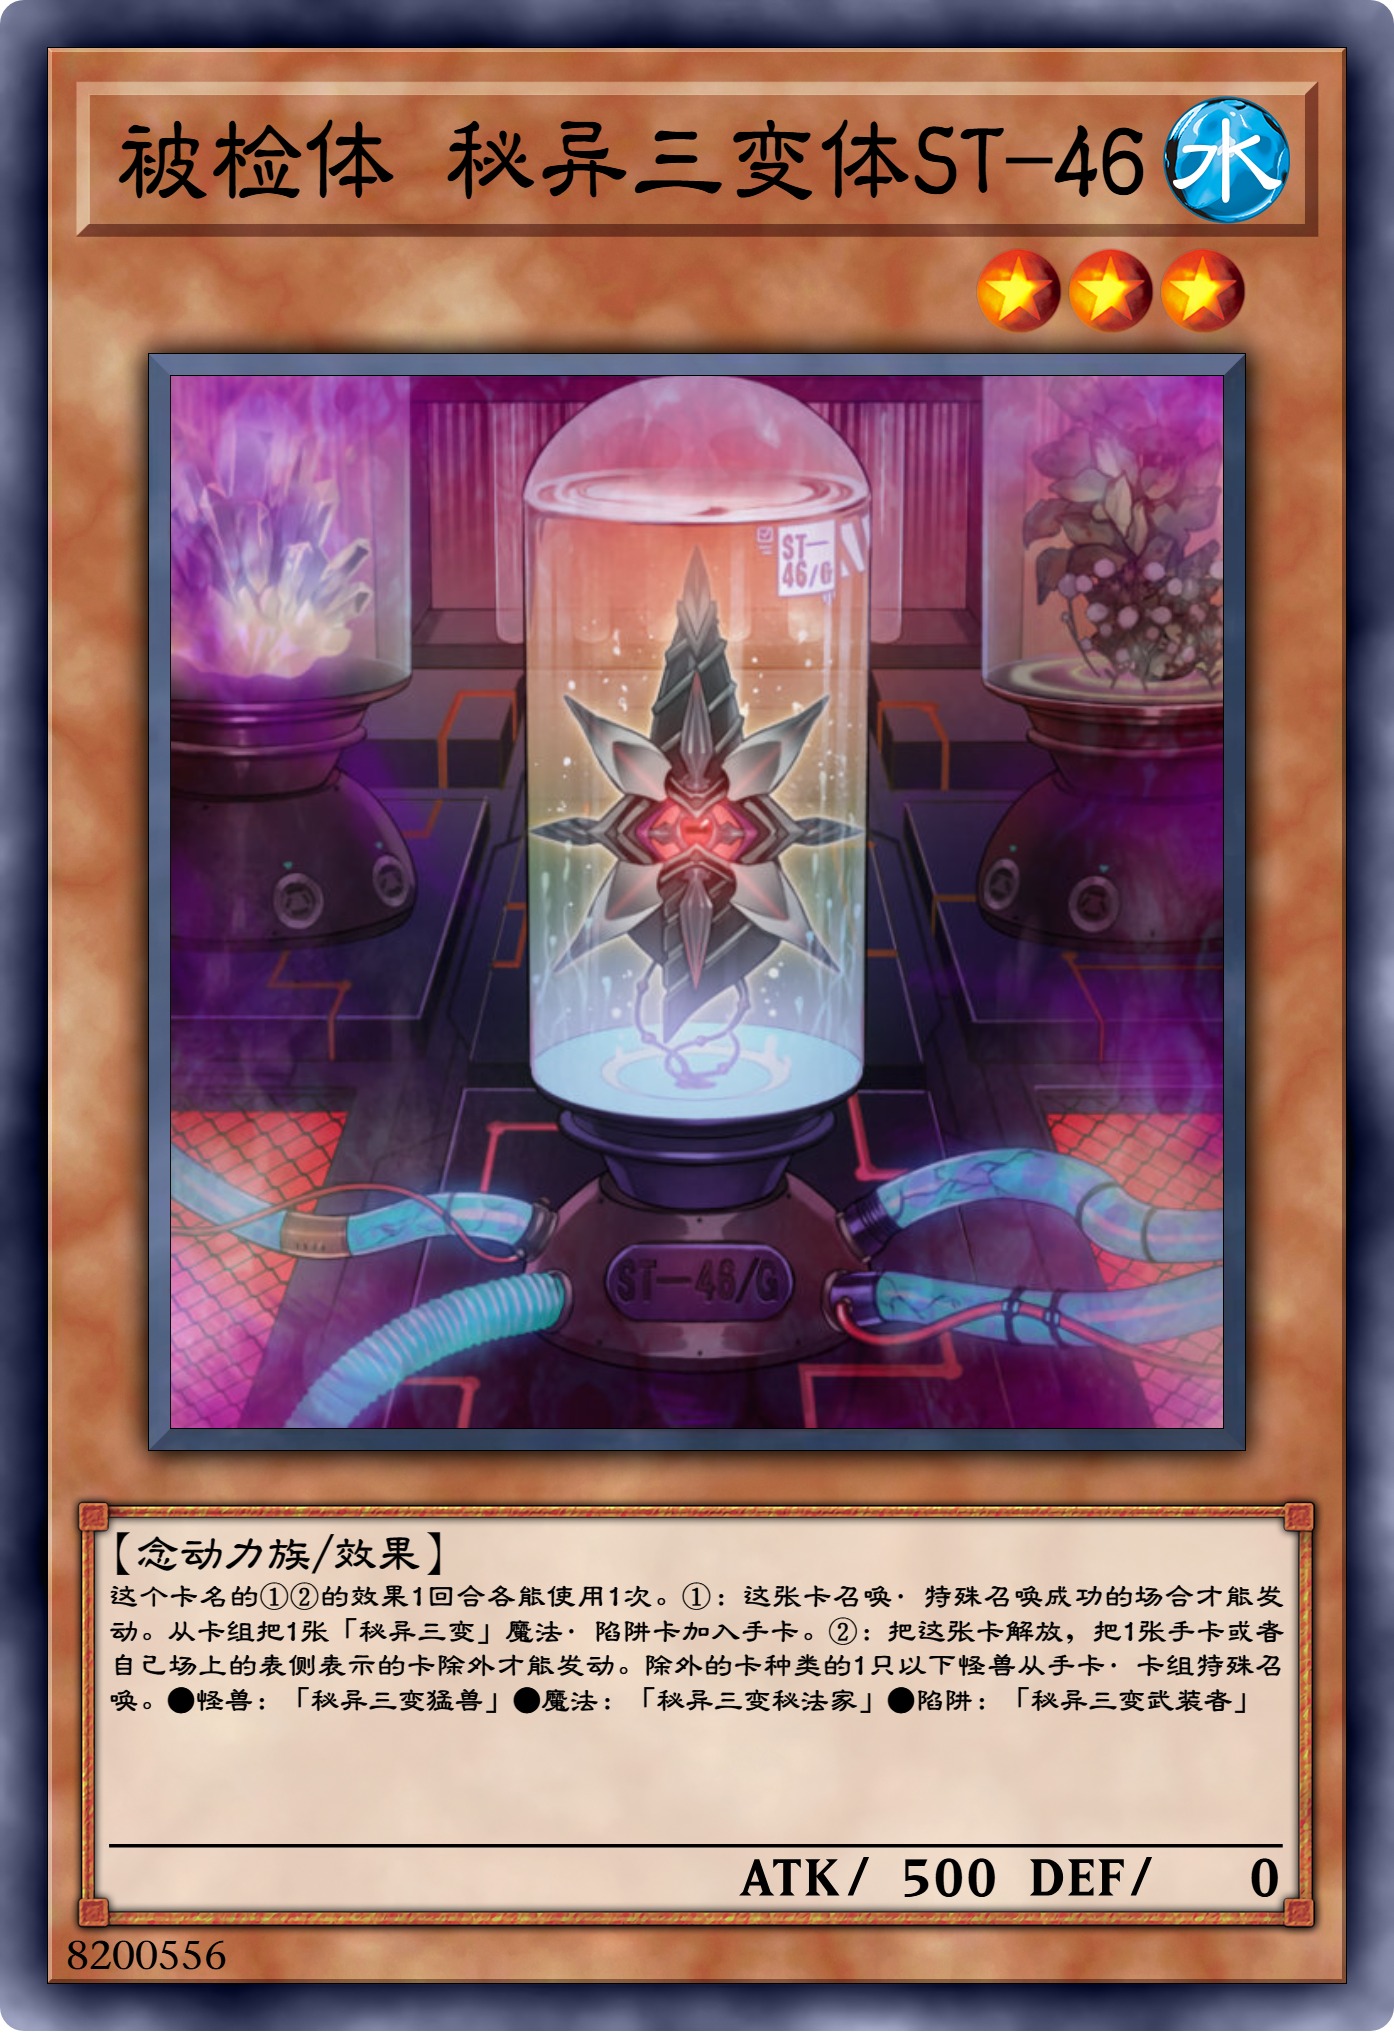 被检体 秘异三变体ST-46
水
ST-
46/G
ST-46/G
【念动力族/效果】
这个卡名的①②的效果1回合各能使用1次。①：这张卡召唤·特殊召唤成功的场合才能发
动。从卡组把1张「秘异三变」魔法·陷阱卡加入手卡。②：把这张卡解放，把1张手卡或者
自己场上的表侧表示的卡除外才能发动。除外的卡种类的1只以下怪兽从手卡·卡组特殊召
唤。●怪兽：「秘异三变猛兽」●魔法：「秘异三变秘法家」●陷阱：「秘异三变武装者」
ATK/ 500 DEF/ 0
8200556